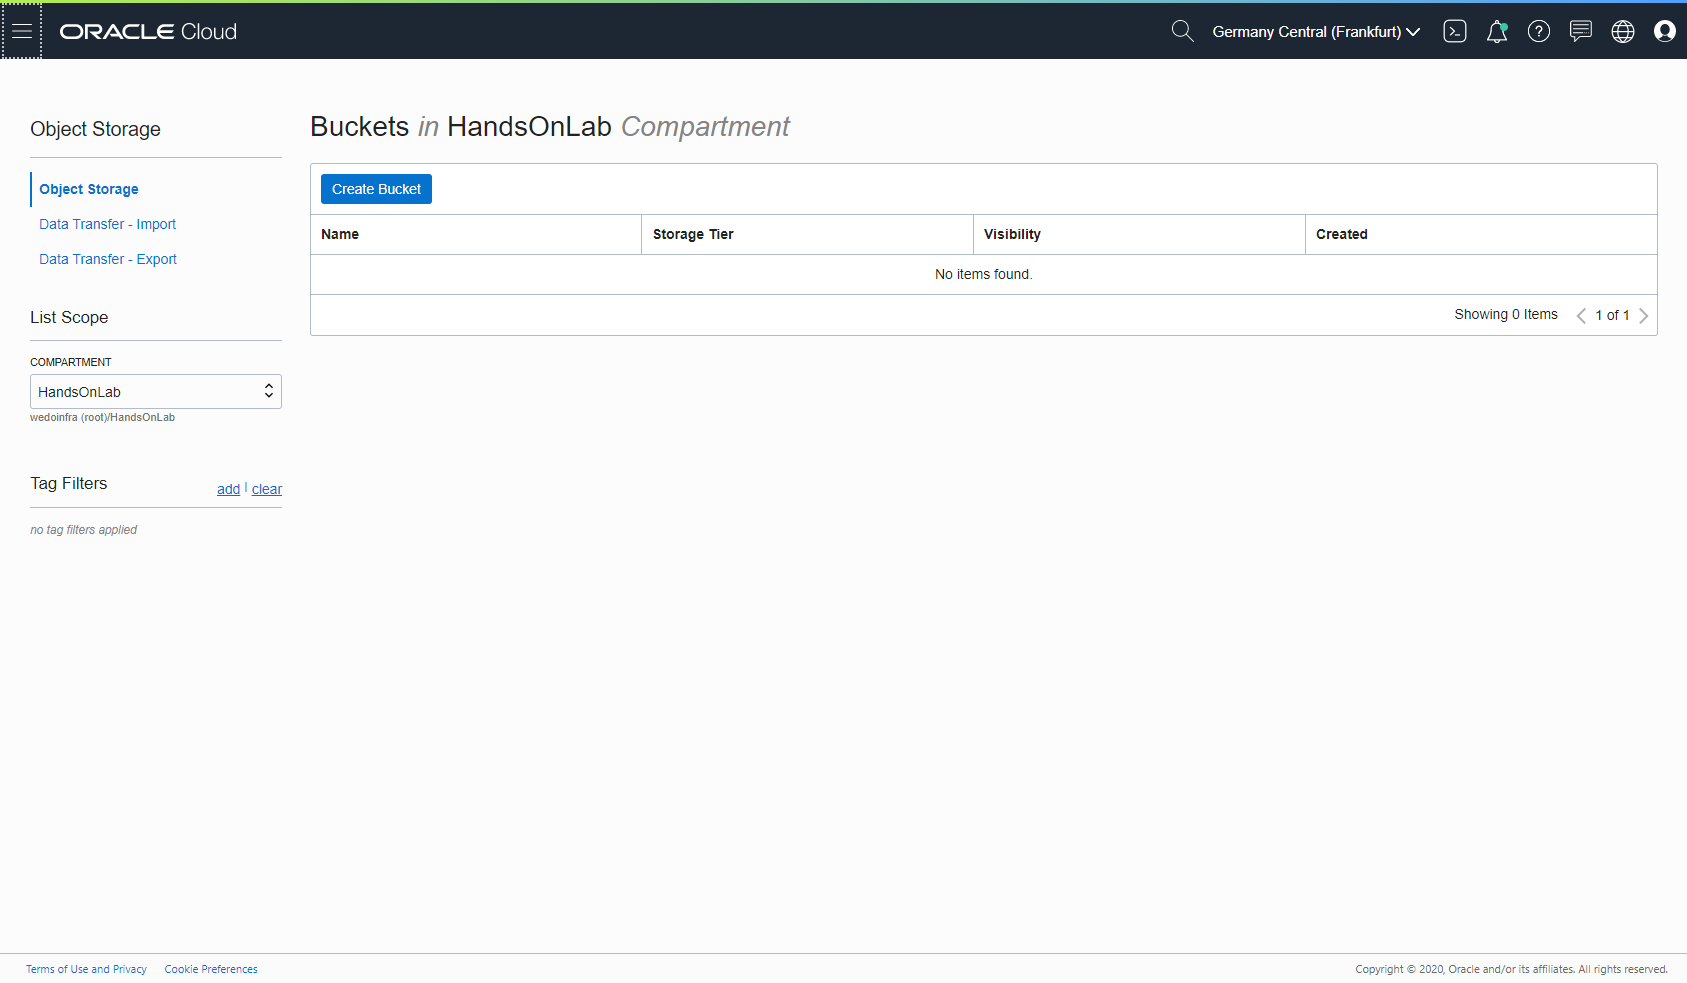 ORACLE Cloud
Germany Central (Frankfurt)
Object Storage
Object Storage
Data Transfer - Import
Data Transfer - Export
List Scope
COMPARTMENT
HandsOnLab
wedoinfra (root)/HandsOnLab
Tag Filters
add | clear
no tag filters applied
Buckets in HandsOnLab Compartment
Create Bucket
Name Storage Tier Visibility Created
No items found.
Showing 0 Items 1 of 1
Terms of Use and Privacy Cookie Preferences
Copyright © 2020, Oracle and/or its affiliates. All rights reserved.